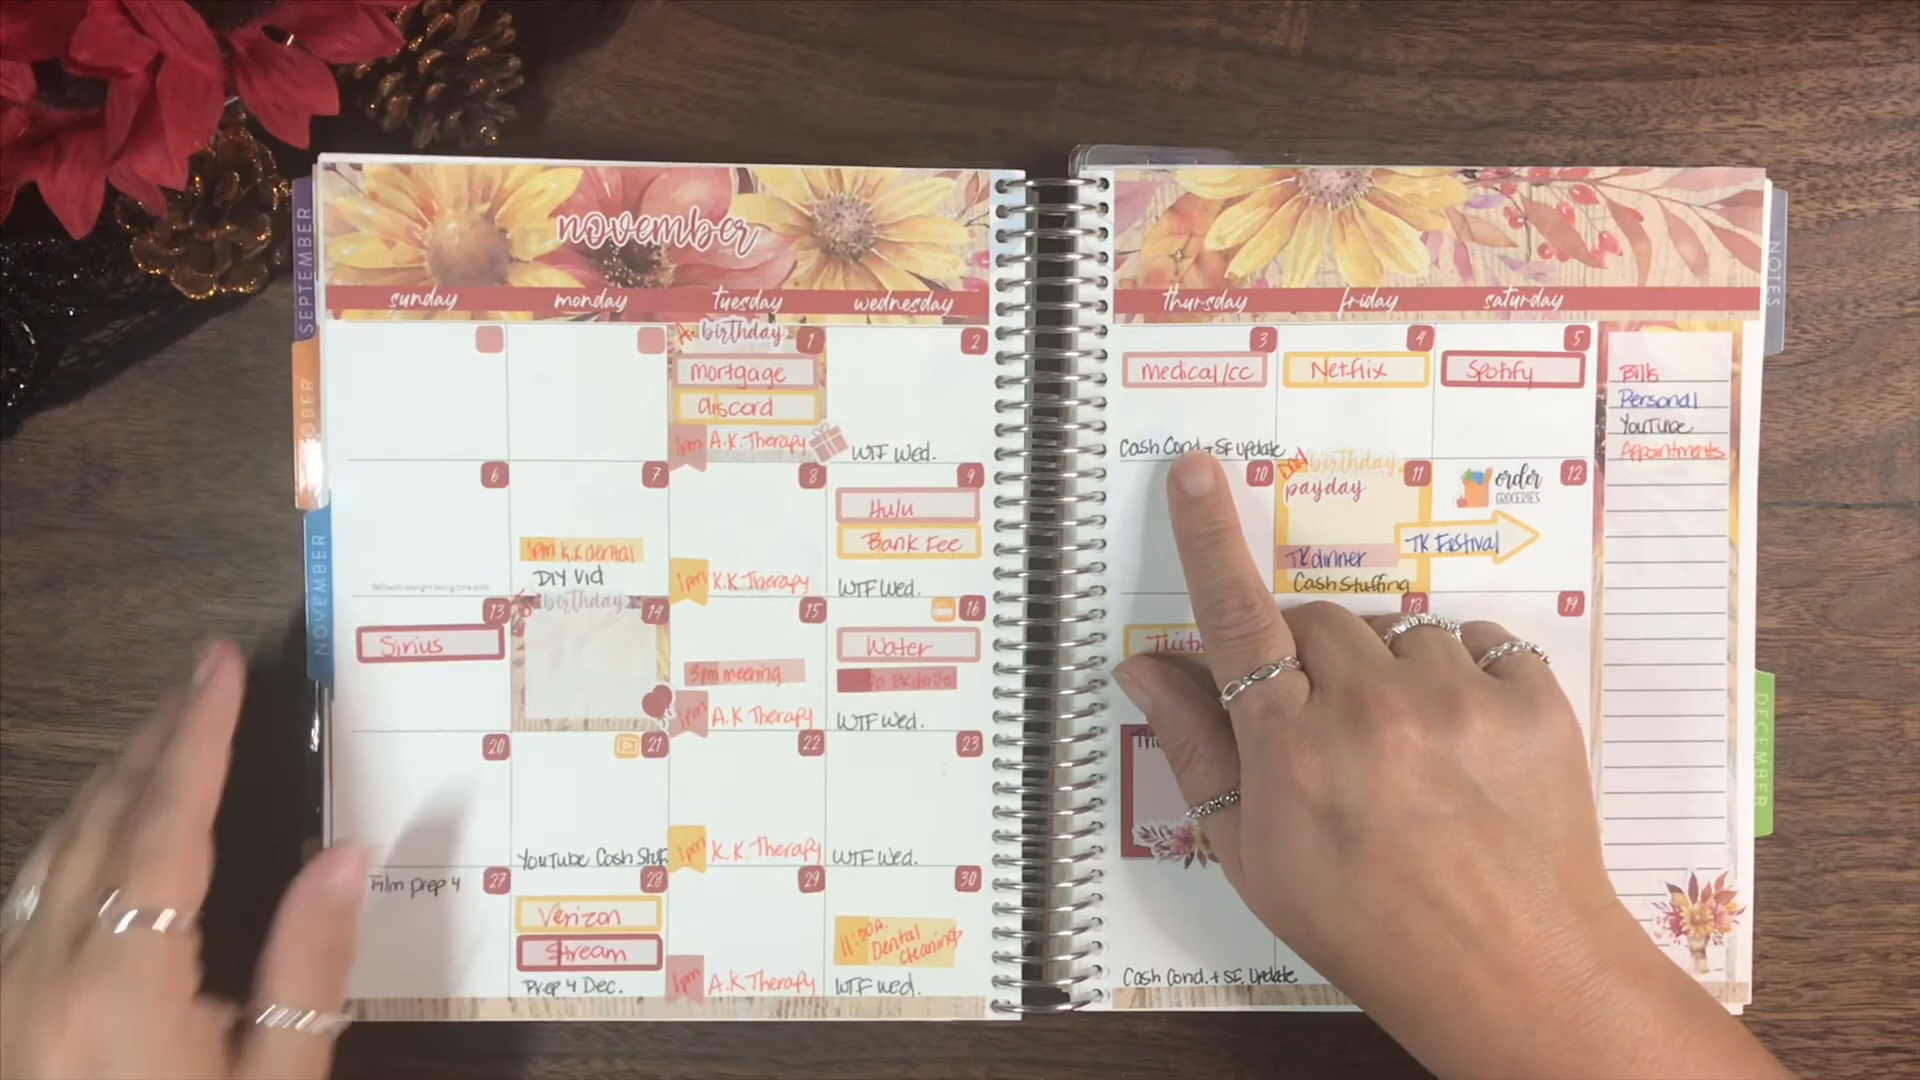 november
sunday monday tuesday wednesday
thursday friday saturday
SEPTEMBER
NOVEMBER
DECEMBER
NOTES
birthday 1
mortgage
discord
1pm A.K. Therapy
2
WTF Wed.
3
medical/cc
Cash Cond. + SF Update
4
Netflix
5
Spotify
Bills
Personal
YouTube
Appointments
6
7
1pm K.K dental
DIY Vid
8
1pm K.K. Therapy
9
Hulu
Bank Fee
WTF Wed.
10
Dad birthday
payday 11
TK dinner
Cash Stuffing
order
GROCERIES
12
TK Festival
13
Sirius
birthday
14
15
3pm meeting
1pm A.K Therapy
16
Water
dental
WTF Wed.
18
19
20
21
YouTube Cash Stuff
22
1pm K.K. Therapy
23
WTF Wed.
Film prep 4 27
28
Verizon
Stream
Prep 4 Dec.
29
1pm A.K Therapy
30
11:30A.
Dental
Cleaning
WTF Wed.
Cash Cond. + SF. Update